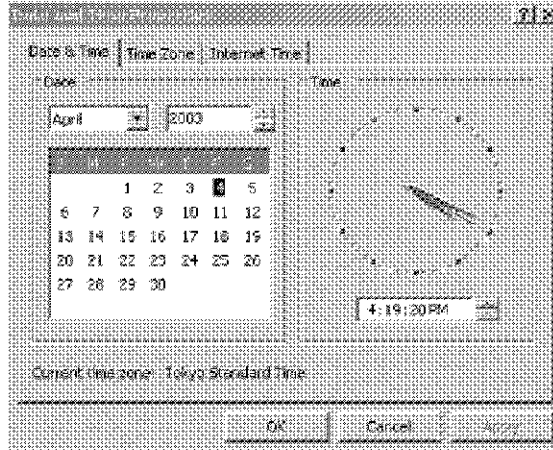 Date & Time Time Zone Internet Time
Date
Time
April 2003
1 2 3 4 5
6 7 8 9 10 11 12
13 14 15 16 17 18 19
20 21 22 23 24 25 26
27 28 29 30
4:19:20 PM
Current time zone: Tokyo Standard Time
OK Cancel Apply